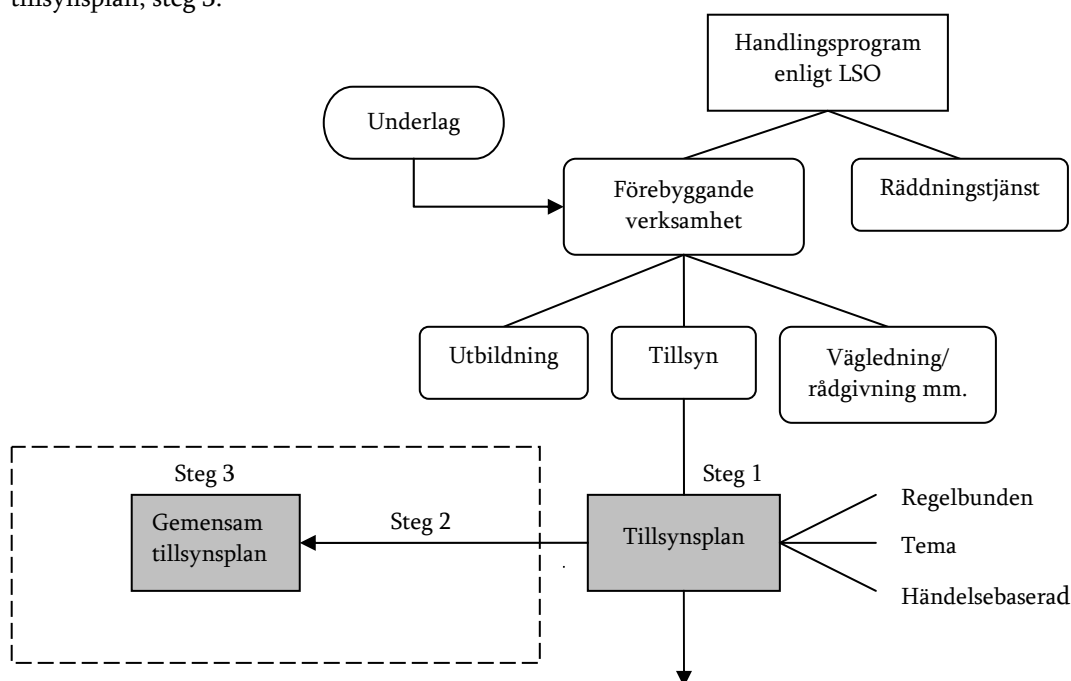 tillsynsplan, steg 3.
Handlingsprogram
enligt LSO
Underlag
Förebyggande
verksamhet
Räddningstjänst
Utbildning
Tillsyn
Vägledning/
rådgivning mm.
Steg 3
Steg 1
Gemensam
tillsynsplan
Steg 2
Tillsynsplan
Regelbunden
Tema
Händelsebaserad